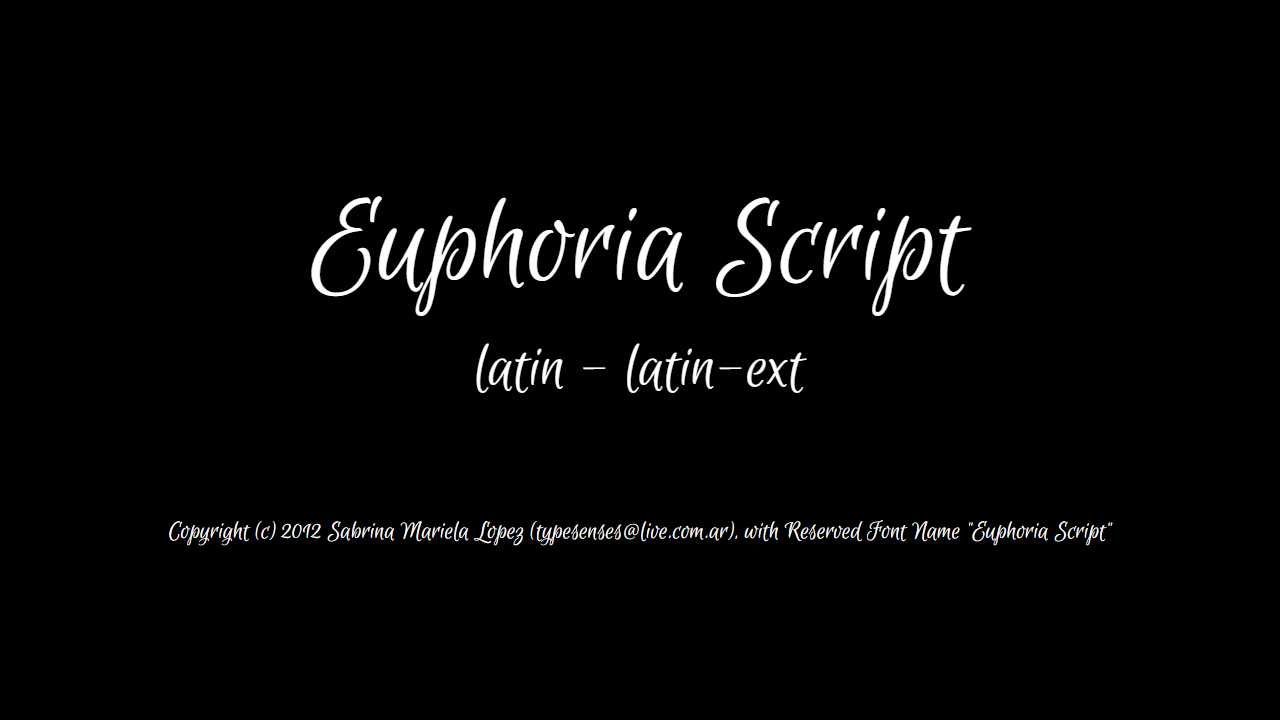 Euphoria Script
latin - latin-ext
Copyright (c) 2012 Sabrina Mariela Lopez (typesenses@live.com.ar), with Reserved Font Name "Euphoria Script"